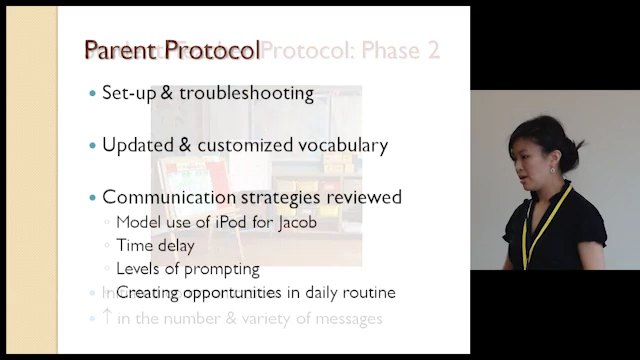 Parent Protocol
Protocol: Phase 2
• Set-up & troubleshooting
• Updated & customized vocabulary
• Communication strategies reviewed
◦ Model use of iPod for Jacob
◦ Time delay
◦ Levels of prompting
◦ Creating opportunities in daily routine
• ↑ in the number & variety of messages